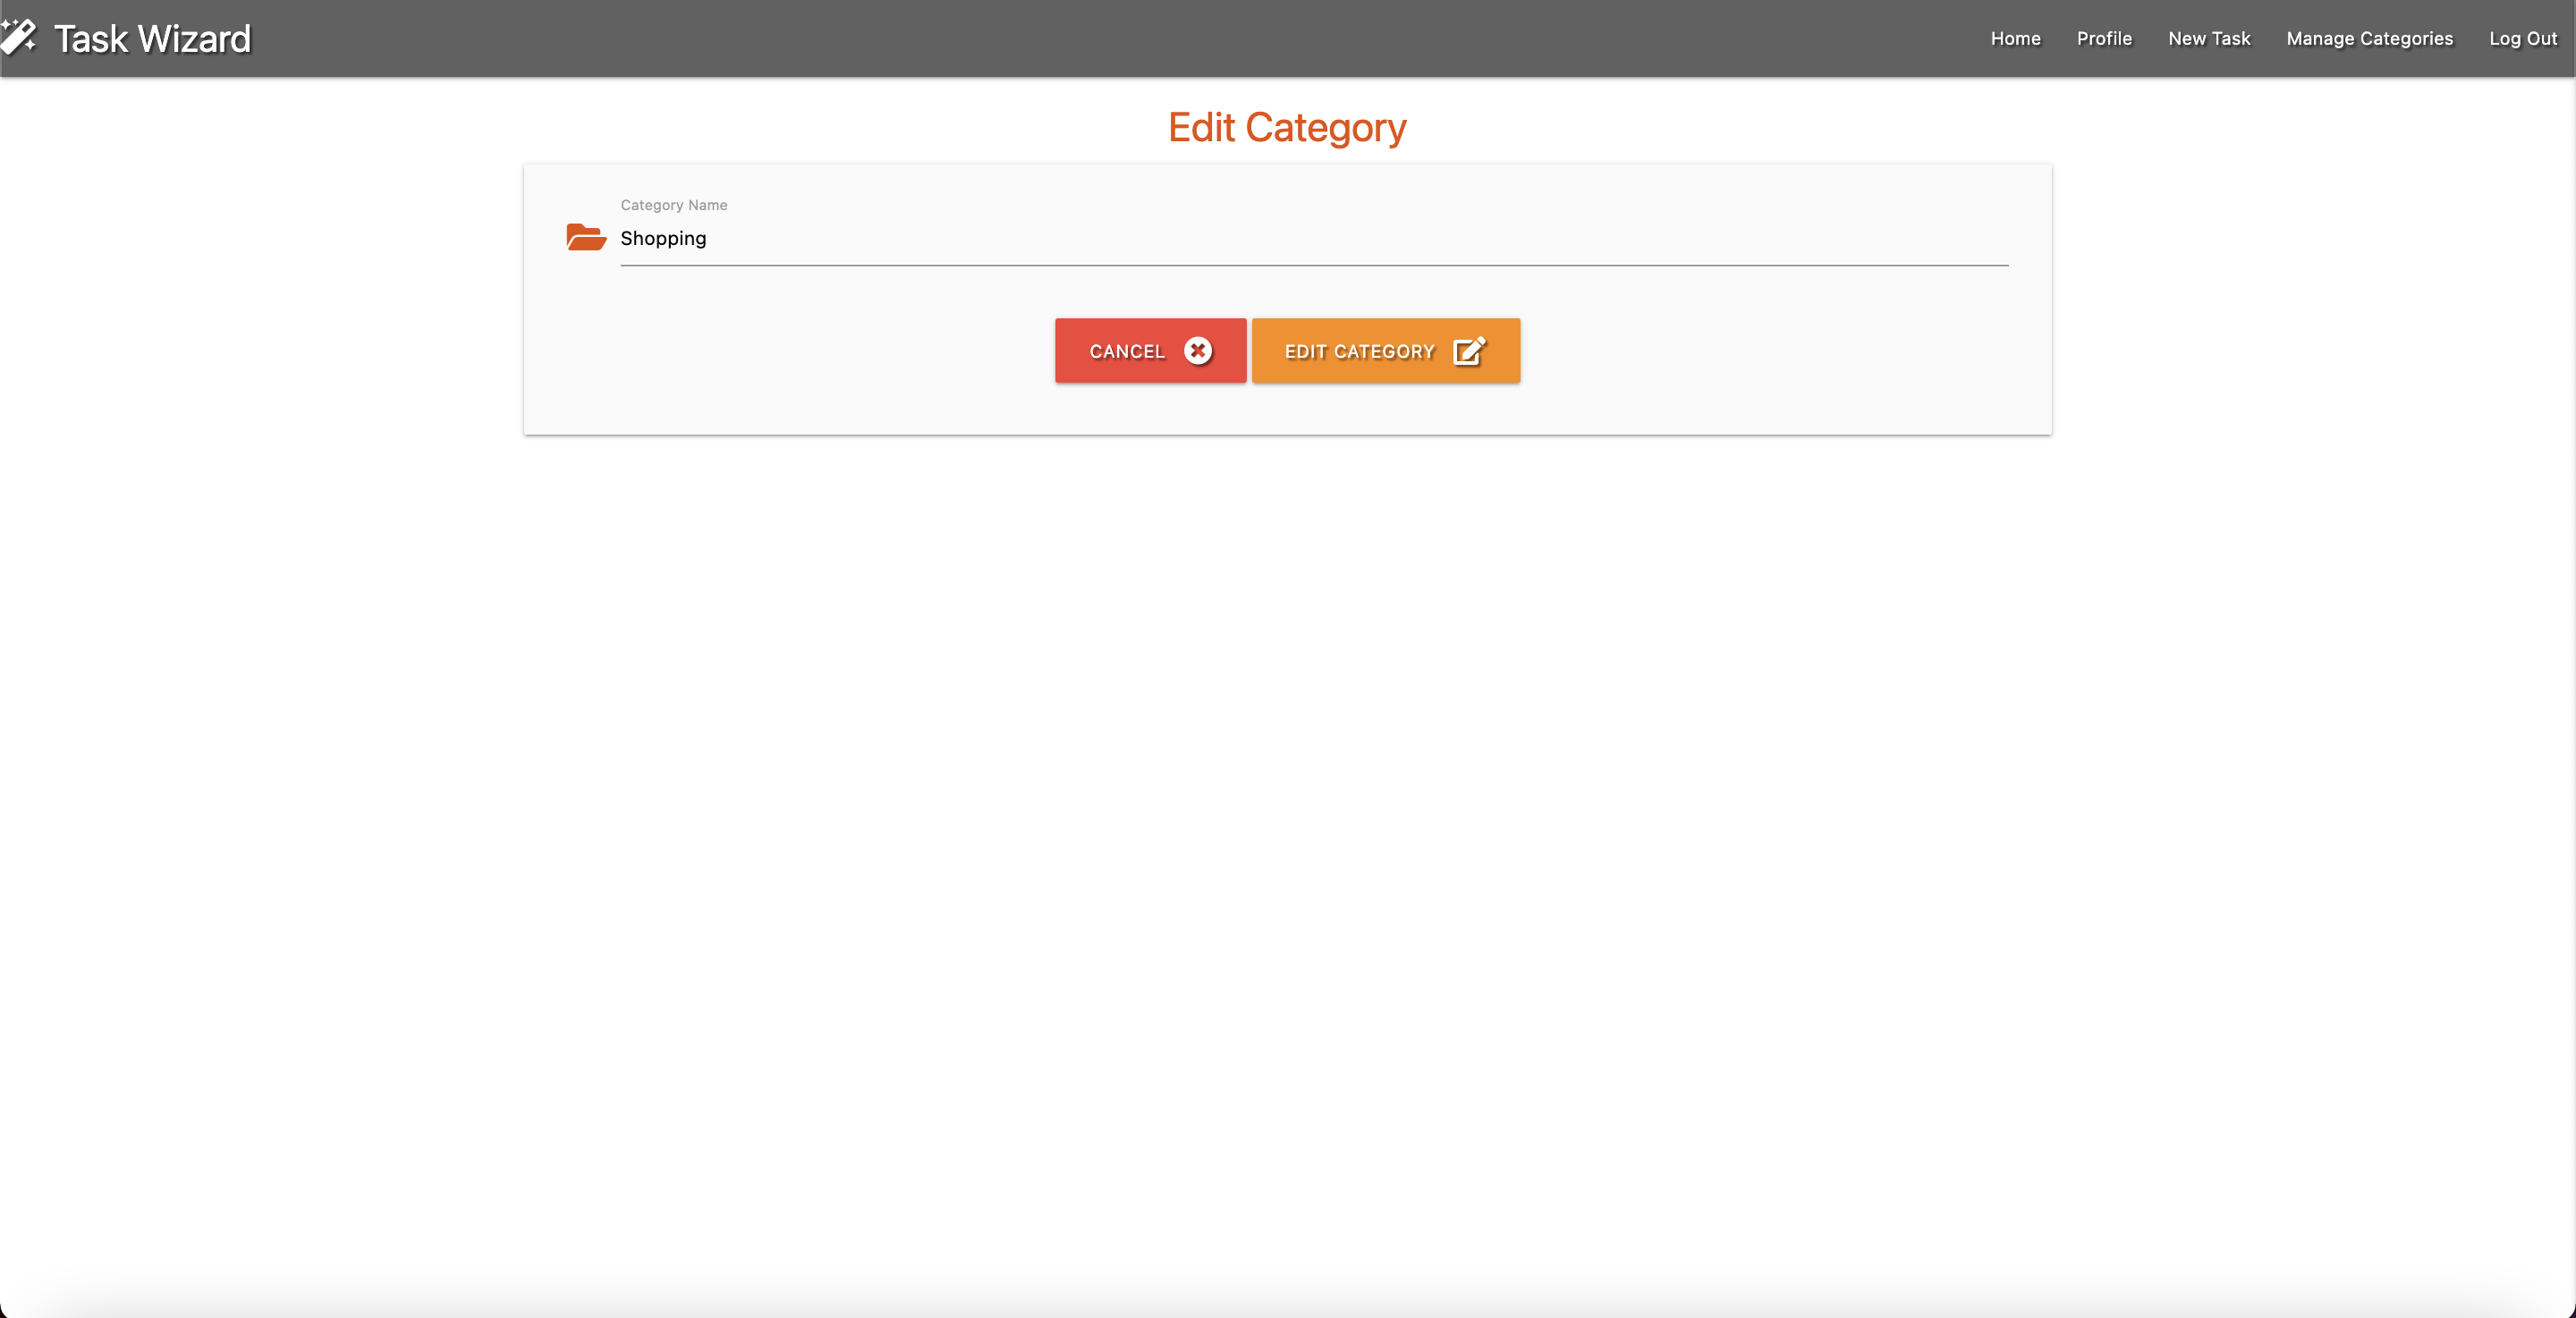 Task Wizard
Home Profile New Task Manage Categories Log Out
Edit Category
Category Name
Shopping
CANCEL EDIT CATEGORY